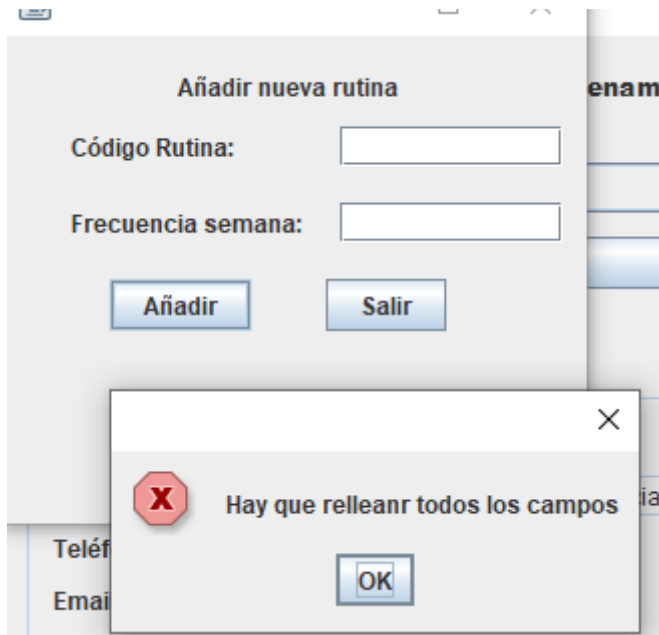 Añadir nueva rutina
Código Rutina:
Frecuencia semana:
Añadir
Salir
Hay que relleanr todos los campos
OK